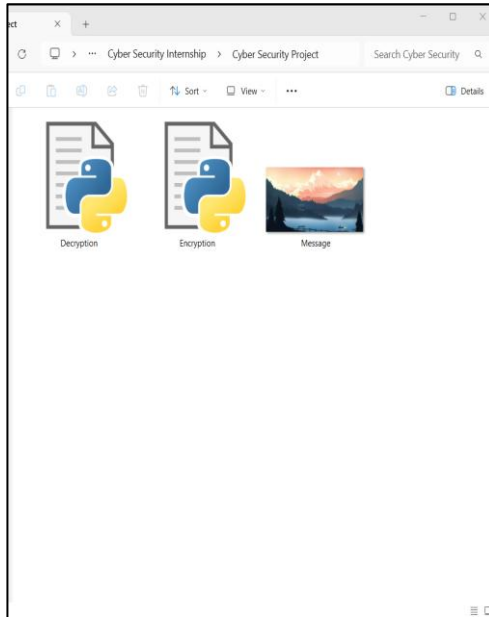 ect
Cyber Security Internship > Cyber Security Project
Search Cyber Security
Sort
View
Details
Decryption
Encryption
Message